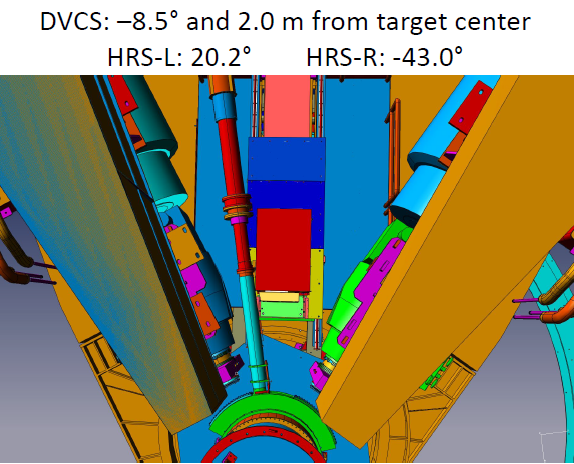 DVCS: –8.5° and 2.0 m from target center
HRS-L: 20.2° HRS-R: -43.0°